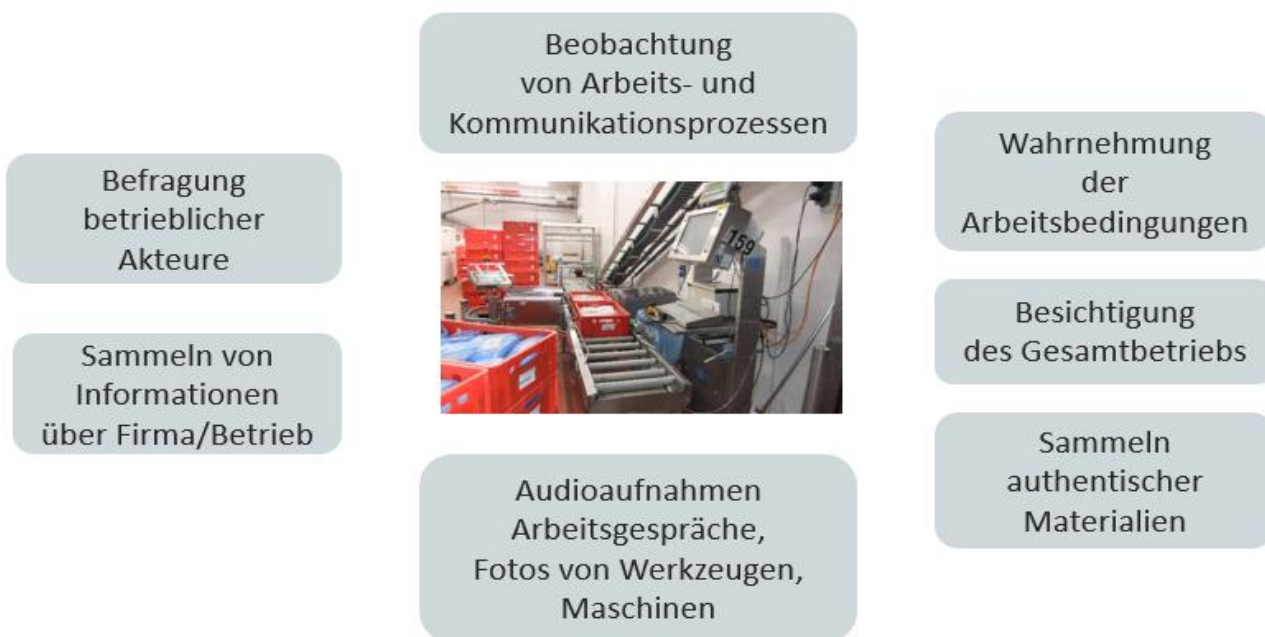 Beobachtung
von Arbeits- und
Kommunikationsprozessen
Befragung
betrieblicher
Akteure
Sammeln von
Informationen
über Firma/Betrieb
159
Wahrnehmung
der
Arbeitsbedingungen
Besichtigung
des Gesamtbetriebs
Sammeln
authentischer
Materialien
Audioaufnahmen
Arbeitsgespräche,
Fotos von Werkzeugen,
Maschinen